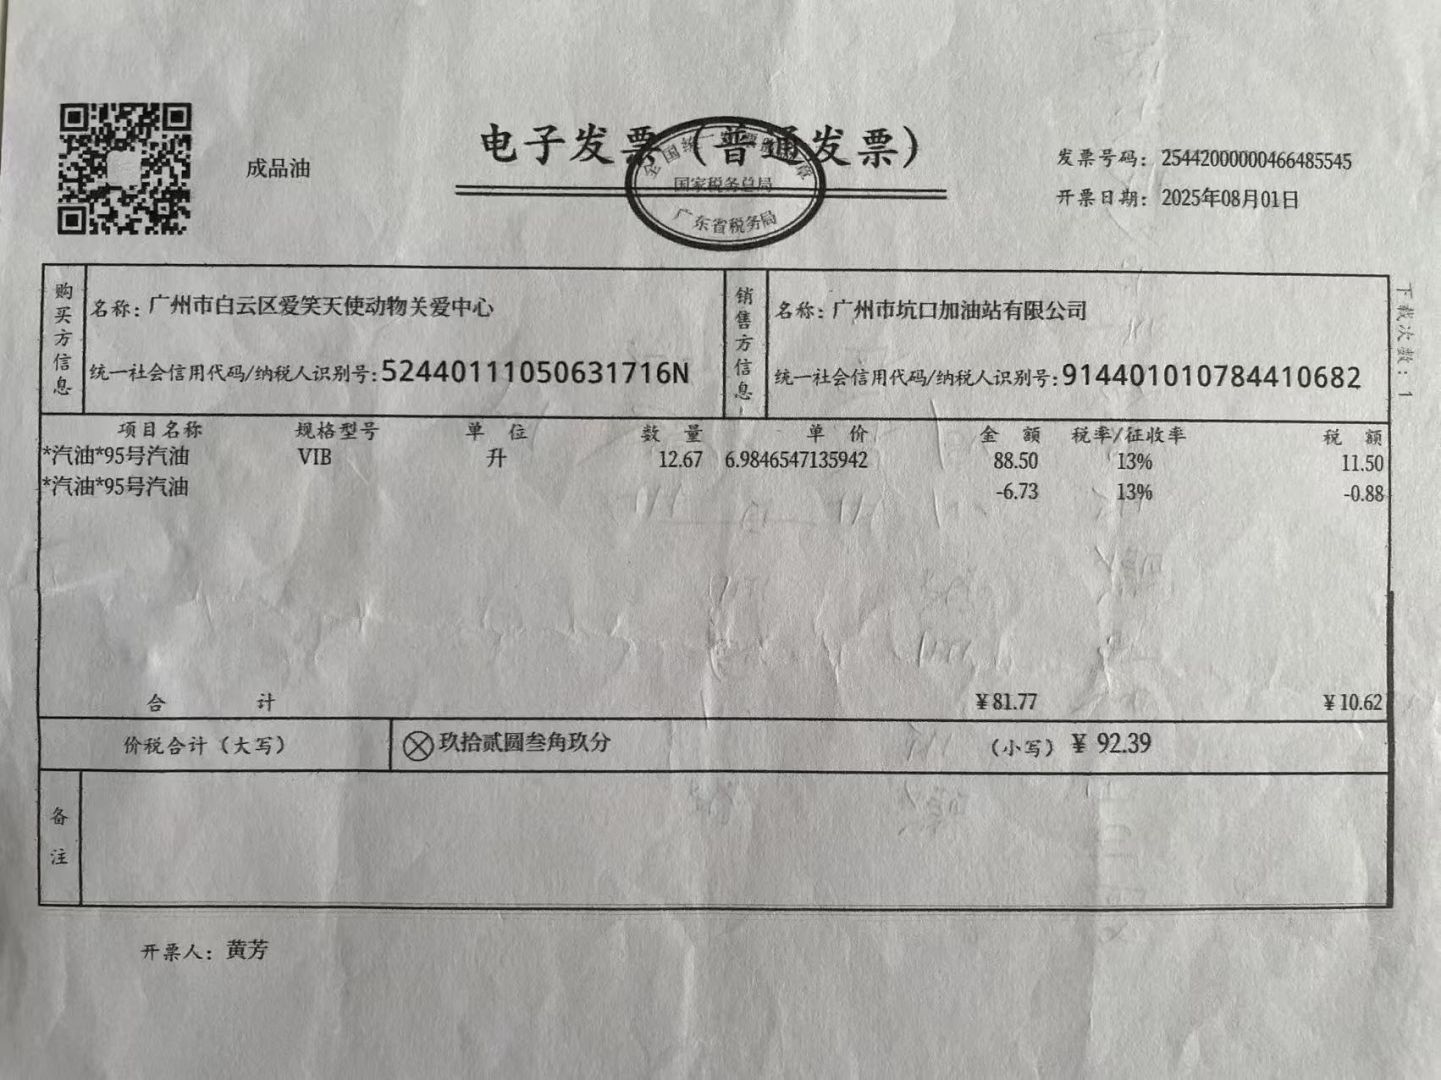 电子发票（普通发票）
成品油
全国统一发票监制章
国家税务总局
广东省税务局
发票号码：25442000000466485545
开票日期：2025年08月01日
下载次数：1
购买方信息
名称：广州市白云区爱笑天使动物关爱中心
统一社会信用代码/纳税人识别号：52440111050631716N
销售方信息
名称：广州市坑口加油站有限公司
统一社会信用代码/纳税人识别号：914401010784410682
项目名称 规格型号 单 位 数 量 单 价 金 额 税率/征收率 税 额
*汽油*95号汽油 VIB 升 12.67 6.9846547135942 88.50 13% 11.50
*汽油*95号汽油 -6.73 13% -0.88
合 计 ¥81.77 ¥10.62
价税合计（大写） 玖拾贰圆叁角玖分 （小写）¥ 92.39
备注
开票人：黄芳